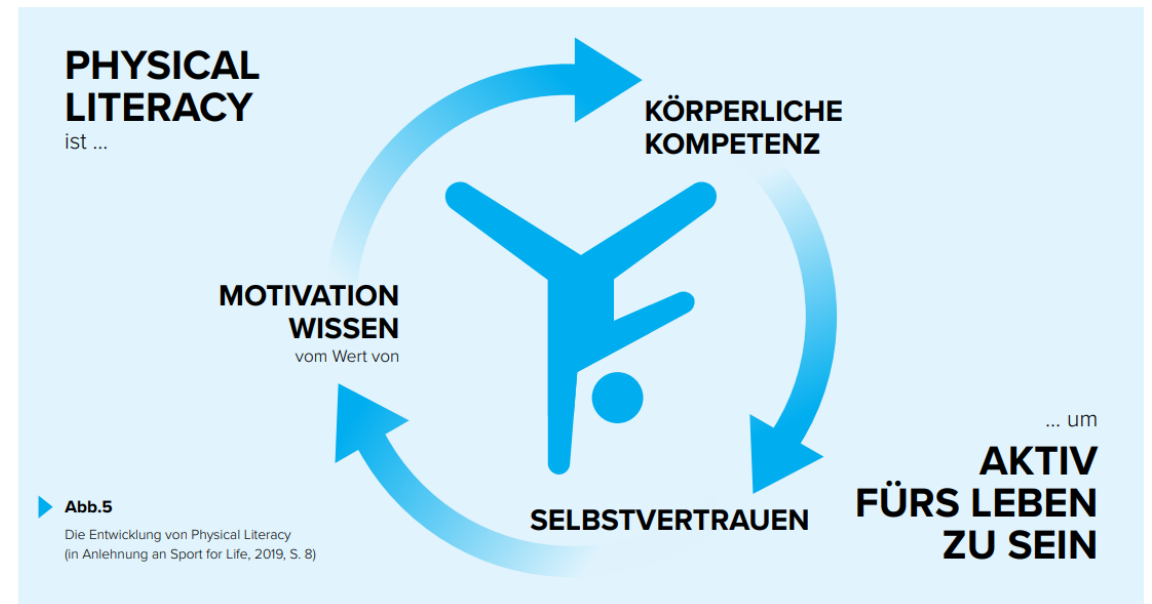 PHYSICAL
LITERACY
ist ...
KÖRPERLICHE
KOMPETENZ
MOTIVATION
WISSEN
vom Wert von
SELBSTVERTRAUEN
... um
AKTIV
FÜRS LEBEN
ZU SEIN
Abb.5
Die Entwicklung von Physical Literacy
(in Anlehnung an Sport for Life, 2019, S. 8)